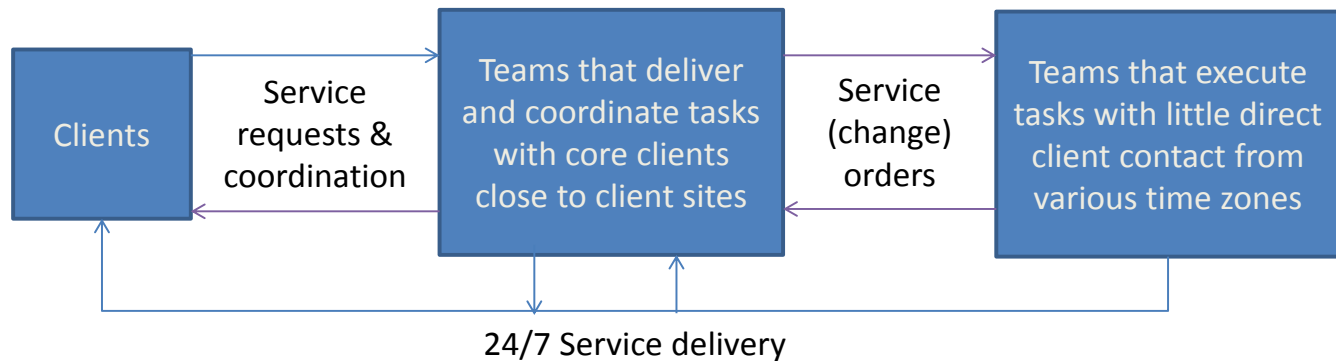 Clients
Service
requests &
coordination
Teams that deliver
and coordinate tasks
with core clients
close to client sites
Service
(change)
orders
Teams that execute
tasks with little direct
client contact from
various time zones
24/7 Service delivery